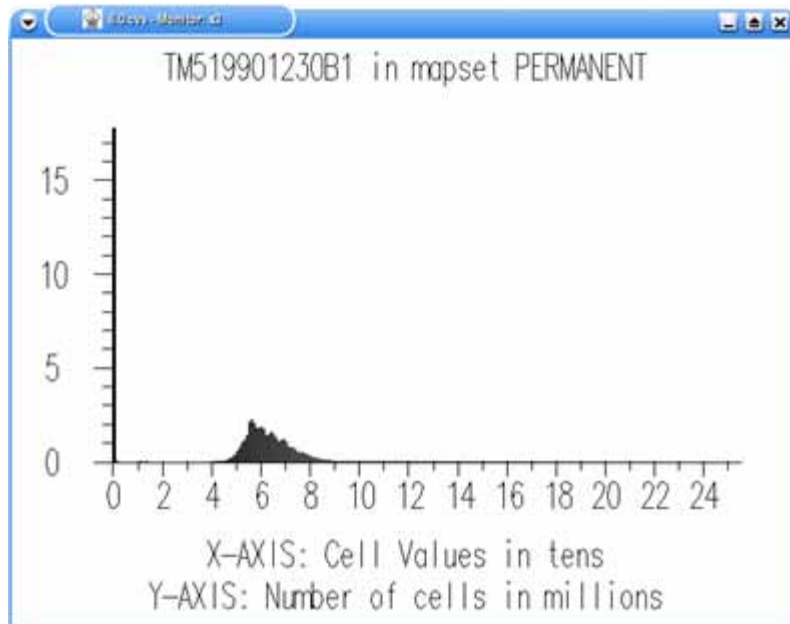 TM519901230B1 in mapset PERMANENT
15
10
5
0
0 2 4 6 8 10 12 14 16 18 20 22 24
X-AXIS: Cell Values in tens
Y-AXIS: Number of cells in millions